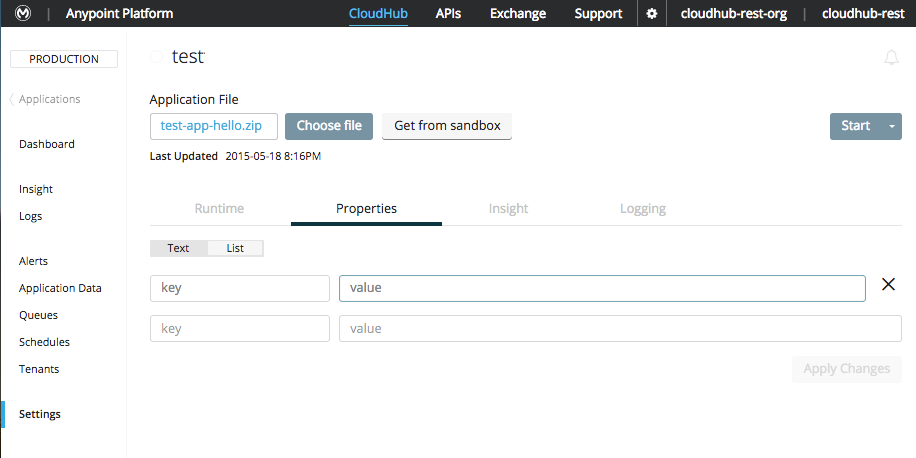 Anypoint Platform CloudHub APIs Exchange Support cloudhub-rest-org cloudhub-rest
PRODUCTION
test
Applications
Application File
test-app-hello.zip Choose file Get from sandbox Start
Dashboard
Last Updated 2015-05-18 8:16PM
Insight
Logs
Runtime Properties Insight Logging
Text List
Alerts
Application Data
Queues
Schedules
Tenants
Settings
key value
key value
Apply Changes